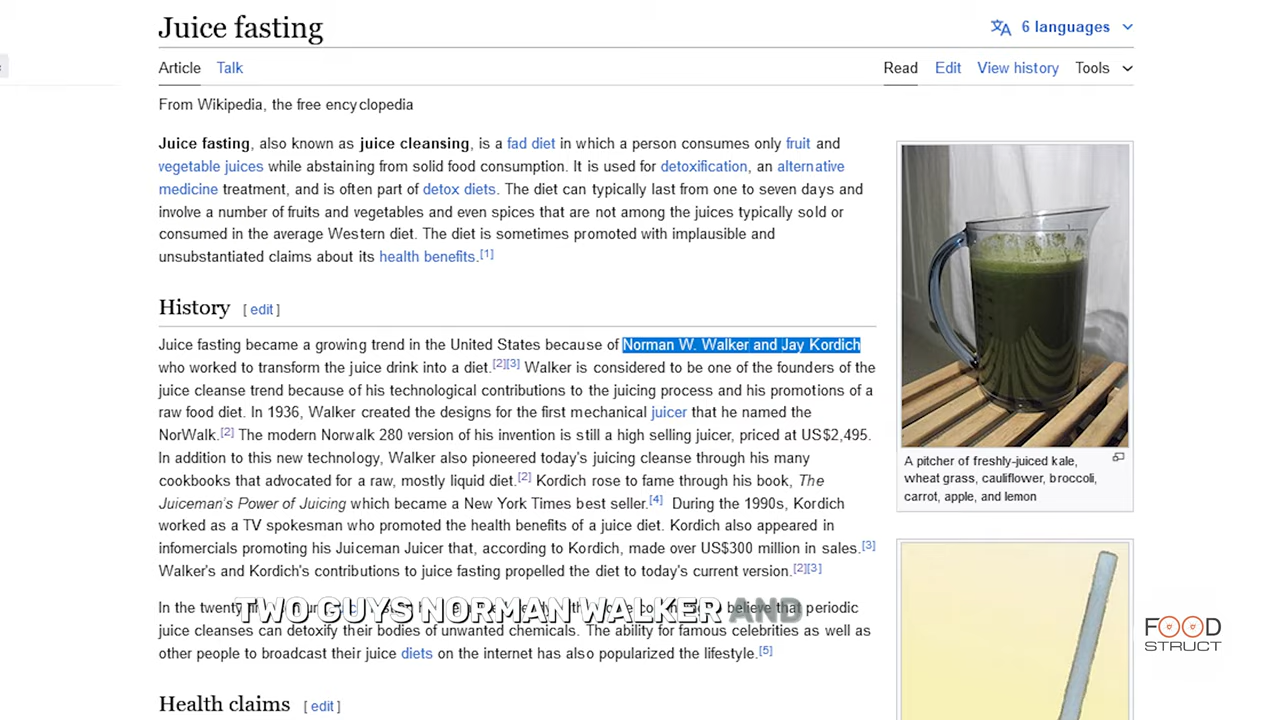 Juice fasting
6 languages
Article Talk
Read Edit View history Tools
From Wikipedia, the free encyclopedia
Juice fasting, also known as juice cleansing, is a fad diet in which a person consumes only fruit and
vegetable juices while abstaining from solid food consumption. It is used for detoxification, an alternative
medicine treatment, and is often part of detox diets. The diet can typically last from one to seven days and
involve a number of fruits and vegetables and even spices that are not among the juices typically sold or
consumed in the average Western diet. The diet is sometimes promoted with implausible and
unsubstantiated claims about its health benefits.[1]
A pitcher of freshly-juiced kale,
wheat grass, cauliflower, broccoli,
carrot, apple, and lemon
History [ edit ]
Juice fasting became a growing trend in the United States because of Norman W. Walker and Jay Kordich
who worked to transform the juice drink into a diet.[2][3] Walker is considered to be one of the founders of the
juice cleanse trend because of his technological contributions to the juicing process and his promotions of a
raw food diet. In 1936, Walker created the designs for the first mechanical juicer that he named the
NorWalk.[2] The modern Norwalk 280 version of his invention is still a high selling juicer, priced at US$2,495.
In addition to this new technology, Walker also pioneered today's juicing cleanse through his many
cookbooks that advocated for a raw, mostly liquid diet.[2] Kordich rose to fame through his book, The
Juiceman's Power of Juicing which became a New York Times best seller.[4] During the 1990s, Kordich
worked as a TV spokesman who promoted the health benefits of a juice diet. Kordich also appeared in
infomercials promoting his Juiceman Juicer that, according to Kordich, made over US$300 million in sales.[3]
Walker's and Kordich's contributions to juice fasting propelled the diet to today's current version.[2][3]
In the twenty believe that periodic
TWO GUYS NORMAN WALKER AND
juice cleanses can detoxify their bodies of unwanted chemicals. The ability for famous celebrities as well as
other people to broadcast their juice diets on the internet has also popularized the lifestyle.[5]
Health claims [ edit ]
FOOD
STRUCT